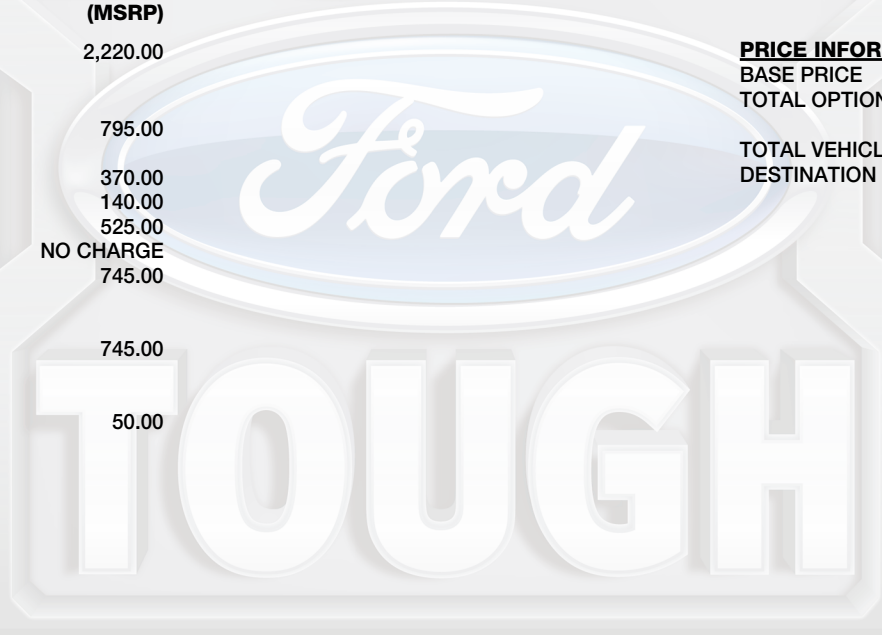 (MSRP)
2,220.00
795.00
370.00
140.00
525.00
NO CHARGE
745.00
745.00
50.00
PRICE INFOR
BASE PRICE
TOTAL OPTION
TOTAL VEHICL
DESTINATION
Ford
TOUGH